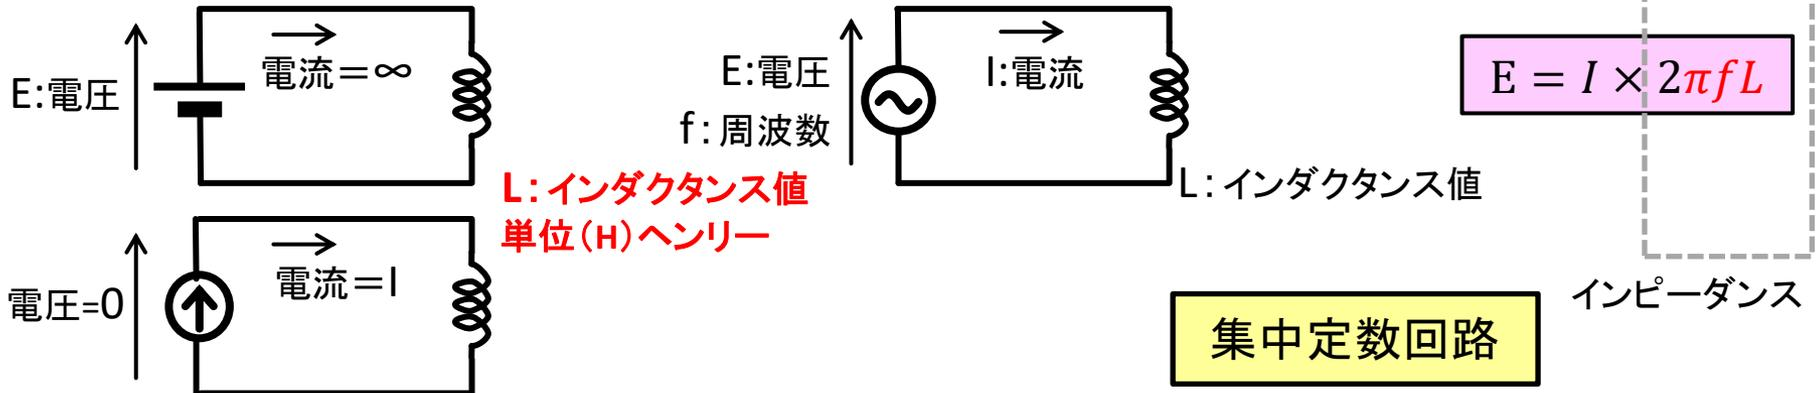 電流=∞
E:電圧
L:インダクタンス値
単位(H)ヘンリー
電流=I
電圧=0
E:電圧
f:周波数
I:電流
L:インダクタンス値
E = I × 2πfL
インピーダンス
集中定数回路